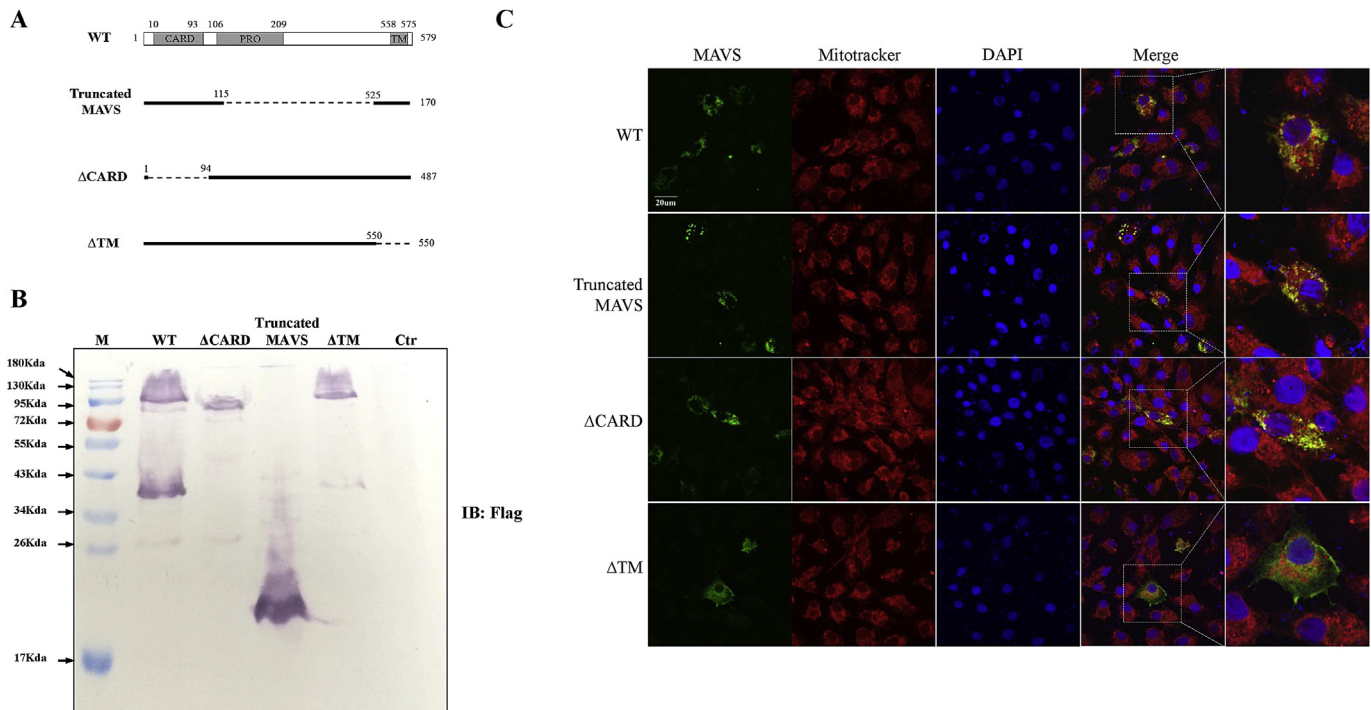 A
10 93 106 209 558 575
WT 1 CARD PRO TM 579
Truncated
MAVS
115 525 170
ΔCARD 1 94 487
ΔTM 550 550
B
M WT ΔCARD Truncated
MAVS ΔTM Ctr
180Kda
130Kda
95Kda
72Kda
55Kda
43Kda
34Kda
26Kda
17Kda
IB: Flag
C
MAVS Mitotracker DAPI Merge
WT
20um
Truncated
MAVS
ΔCARD
ΔTM